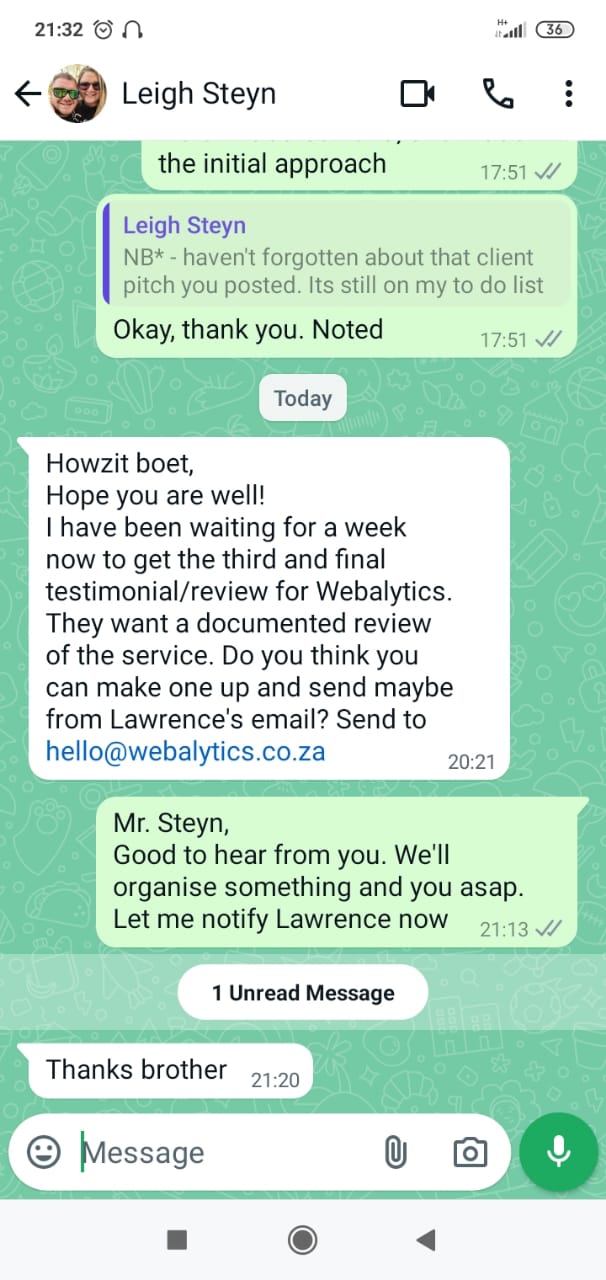 21:32
H+
36
Leigh Steyn
the initial approach
17:51
Leigh Steyn
NB* - haven't forgotten about that client
pitch you posted. Its still on my to do list
Okay, thank you. Noted
17:51
Today
Howzit boet,
Hope you are well!
I have been waiting for a week
now to get the third and final
testimonial/review for Webalytics.
They want a documented review
of the service. Do you think you
can make one up and send maybe
from Lawrence's email? Send to
hello@webalytics.co.za
20:21
Mr. Steyn,
Good to hear from you. We'll
organise something and you asap.
Let me notify Lawrence now
21:13
1 Unread Message
Thanks brother
21:20
Message